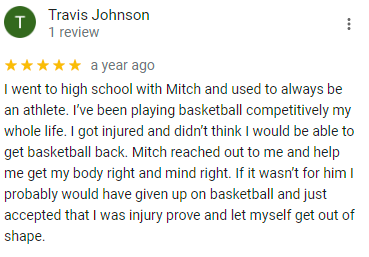 T
Travis Johnson
1 review
a year ago
I went to high school with Mitch and used to always be
an athlete. I've been playing basketball competitively my
whole life. I got injured and didn't think I would be able to
get basketball back. Mitch reached out to me and help
me get my body right and mind right. If it wasn't for him I
probably would have given up on basketball and just
accepted that I was injury prove and let myself get out of
shape.